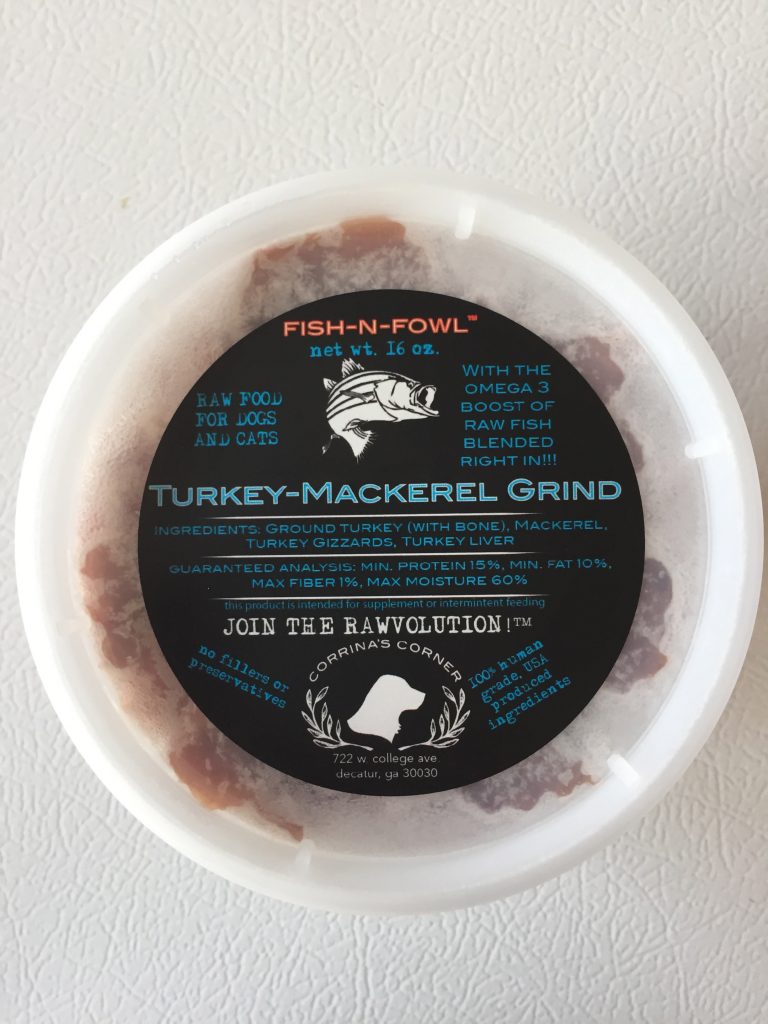 FISH-N-FOWL™
net wt. 16 oz.
RAW FOOD
FOR DOGS
AND CATS
WITH THE
OMEGA 3
BOOST OF
RAW FISH
BLENDED
RIGHT IN!!!
TURKEY-MACKEREL GRIND
INGREDIENTS: GROUND TURKEY (WITH BONE), MACKEREL,
TURKEY GIZZARDS, TURKEY LIVER
GUARANTEED ANALYSIS: MIN. PROTEIN 15%, MIN. FAT 10%,
MAX FIBER 1%, MAX MOISTURE 60%
this product is intended for supplement or intermintent feeding
JOIN THE RAWVOLUTION!™
no fillers or
preservatives
CORRINA'S CORNER
100% human
grade, USA
produced
ingredients
722 w. college ave.
decatur, ga 30030